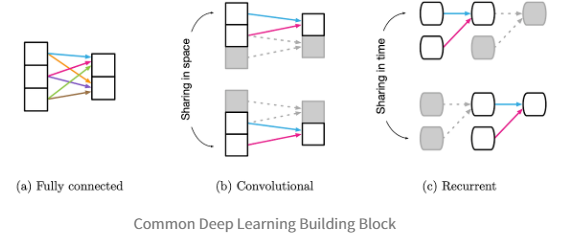 Sharing in space
Sharing in time
(a) Fully connected
(b) Convolutional
(c) Recurrent
Common Deep Learning Building Block